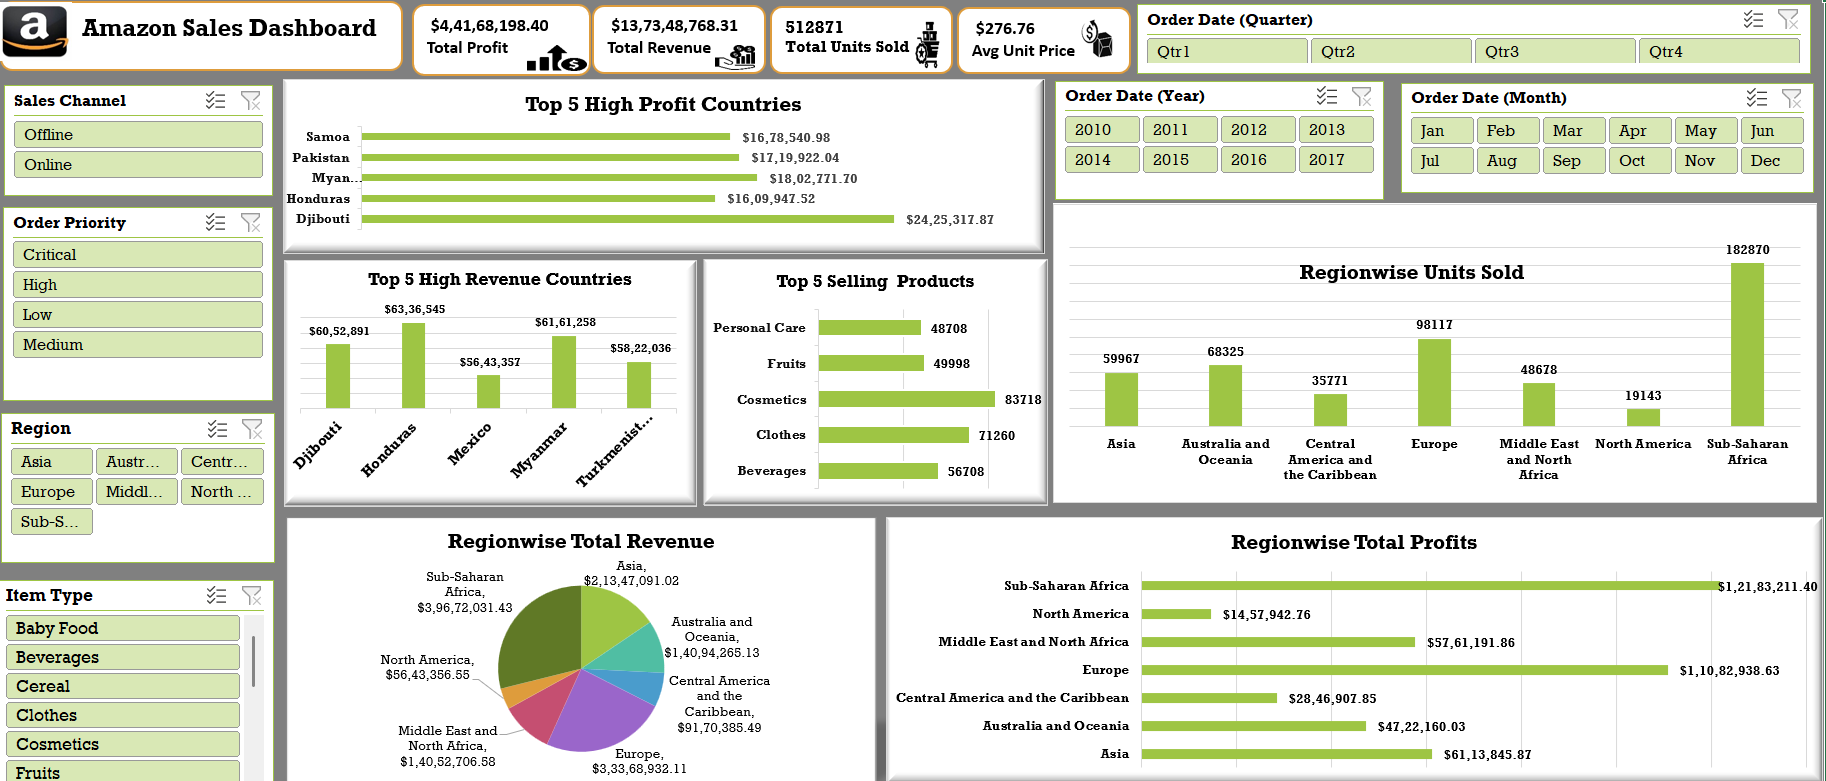 a
Amazon Sales Dashboard
$4,41,68,198.40
Total Profit
$13,73,48,768.31
Total Revenue
512871
Total Units Sold
$276.76
Avg Unit Price
Order Date (Quarter)
Qtr1 Qtr2 Qtr3 Qtr4
Sales Channel
Offline
Online
Order Priority
Critical
High
Low
Medium
Region
Asia Austr... Centr...
Europe Middl... North ...
Sub-S...
Item Type
Baby Food
Beverages
Cereal
Clothes
Cosmetics
Fruits
Top 5 High Profit Countries
Samoa $16,78,540.98
Pakistan $17,19,922.04
Myan... $18,02,771.70
Honduras $16,09,947.52
Djibouti $24,25,317.87
Order Date (Year)
2010 2011 2012 2013
2014 2015 2016 2017
Order Date (Month)
Jan Feb Mar Apr May Jun
Jul Aug Sep Oct Nov Dec
Top 5 High Revenue Countries
$60,52,891
$63,36,545
$56,43,357
$61,61,258
$58,22,036
Djibouti
Honduras
Mexico
Myanmar
Turkmenist...
Top 5 Selling Products
Personal Care 48708
Fruits 49998
Cosmetics 83718
Clothes 71260
Beverages 56708
Regionwise Units Sold
59967
68325
35771
98117
48678
19143
182870
Asia
Australia and
Oceania
Central
America and
the Caribbean
Europe
Middle East
and North
Africa
North America
Sub-Saharan
Africa
Regionwise Total Revenue
Asia,
$2,13,47,091.02
Australia and
Oceania,
$1,40,94,265.13
Central America
and the
Caribbean,
$91,70,385.49
Europe,
$3,33,68,932.11
Middle East and
North Africa,
$1,40,52,706.58
North America,
$56,43,356.55
Sub-Saharan
Africa,
$3,96,72,031.43
Regionwise Total Profits
Sub-Saharan Africa $1,21,83,211.40
North America $14,57,942.76
Middle East and North Africa $57,61,191.86
Europe $1,10,82,938.63
Central America and the Caribbean $28,46,907.85
Australia and Oceania $47,22,160.03
Asia $61,13,845.87